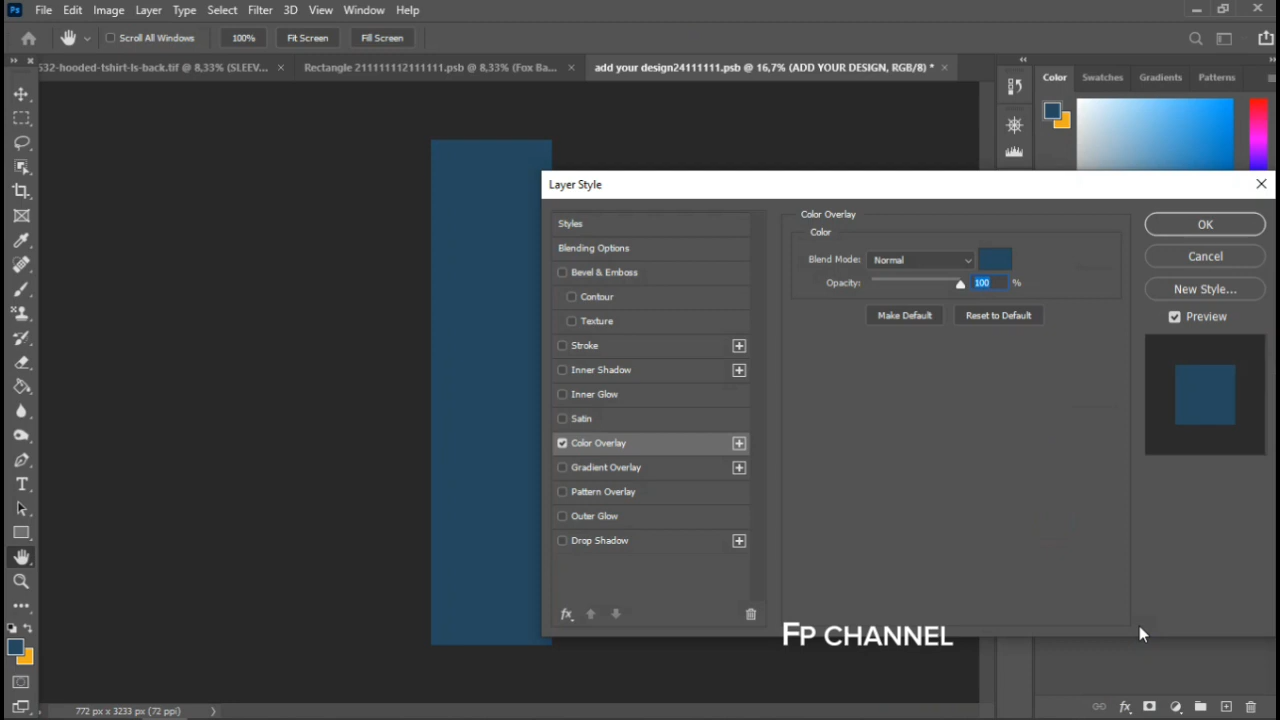 Ps File Edit Image Layer Type Select Filter 3D View Window Help
Scroll All Windows 100% Fit Screen Fill Screen
532-hooded-tshirt-ls-back.tif @ 8,33% (SLEEV... × Rectangle 211111112111111.psb @ 8,33% (Fox Ba... × add your design24111111.psb @ 16,7% (ADD YOUR DESIGN, RGB/8) * ×
Color Swatches Gradients Patterns
Layer Style
Styles
Blending Options
Bevel & Emboss
Contour
Texture
Stroke
Inner Shadow
Inner Glow
Satin
Color Overlay
Gradient Overlay
Pattern Overlay
Outer Glow
Drop Shadow
fx
Color Overlay
Color
Blend Mode: Normal
Opacity: 100 %
Make Default Reset to Default
OK
Cancel
New Style...
Preview
FP CHANNEL
772 px x 3233 px (72 ppi)
fx